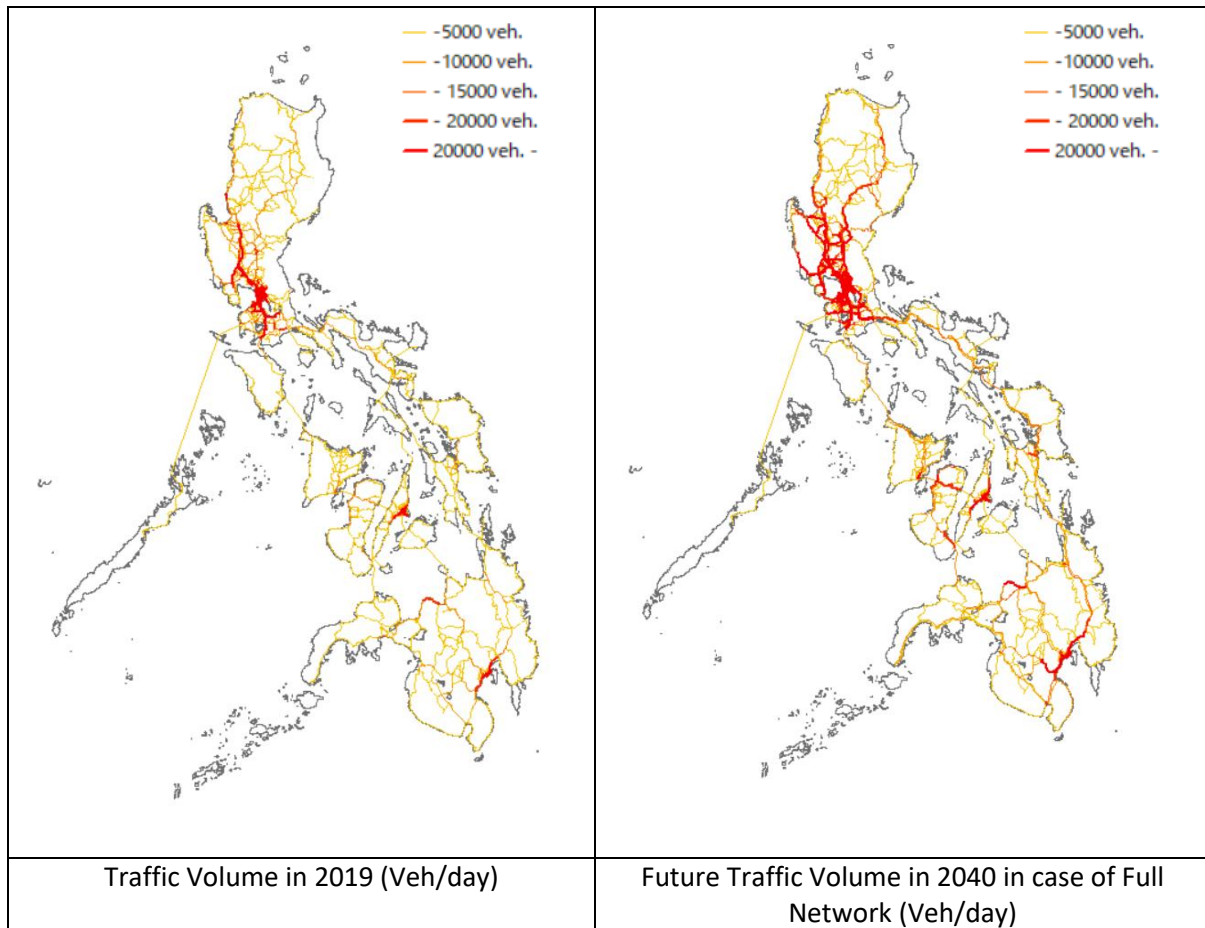 -5000 veh.
-10000 veh.
- 15000 veh.
- 20000 veh.
20000 veh. -
-5000 veh.
-10000 veh.
- 15000 veh.
- 20000 veh.
20000 veh. -
Traffic Volume in 2019 (Veh/day)
Future Traffic Volume in 2040 in case of Full
Network (Veh/day)